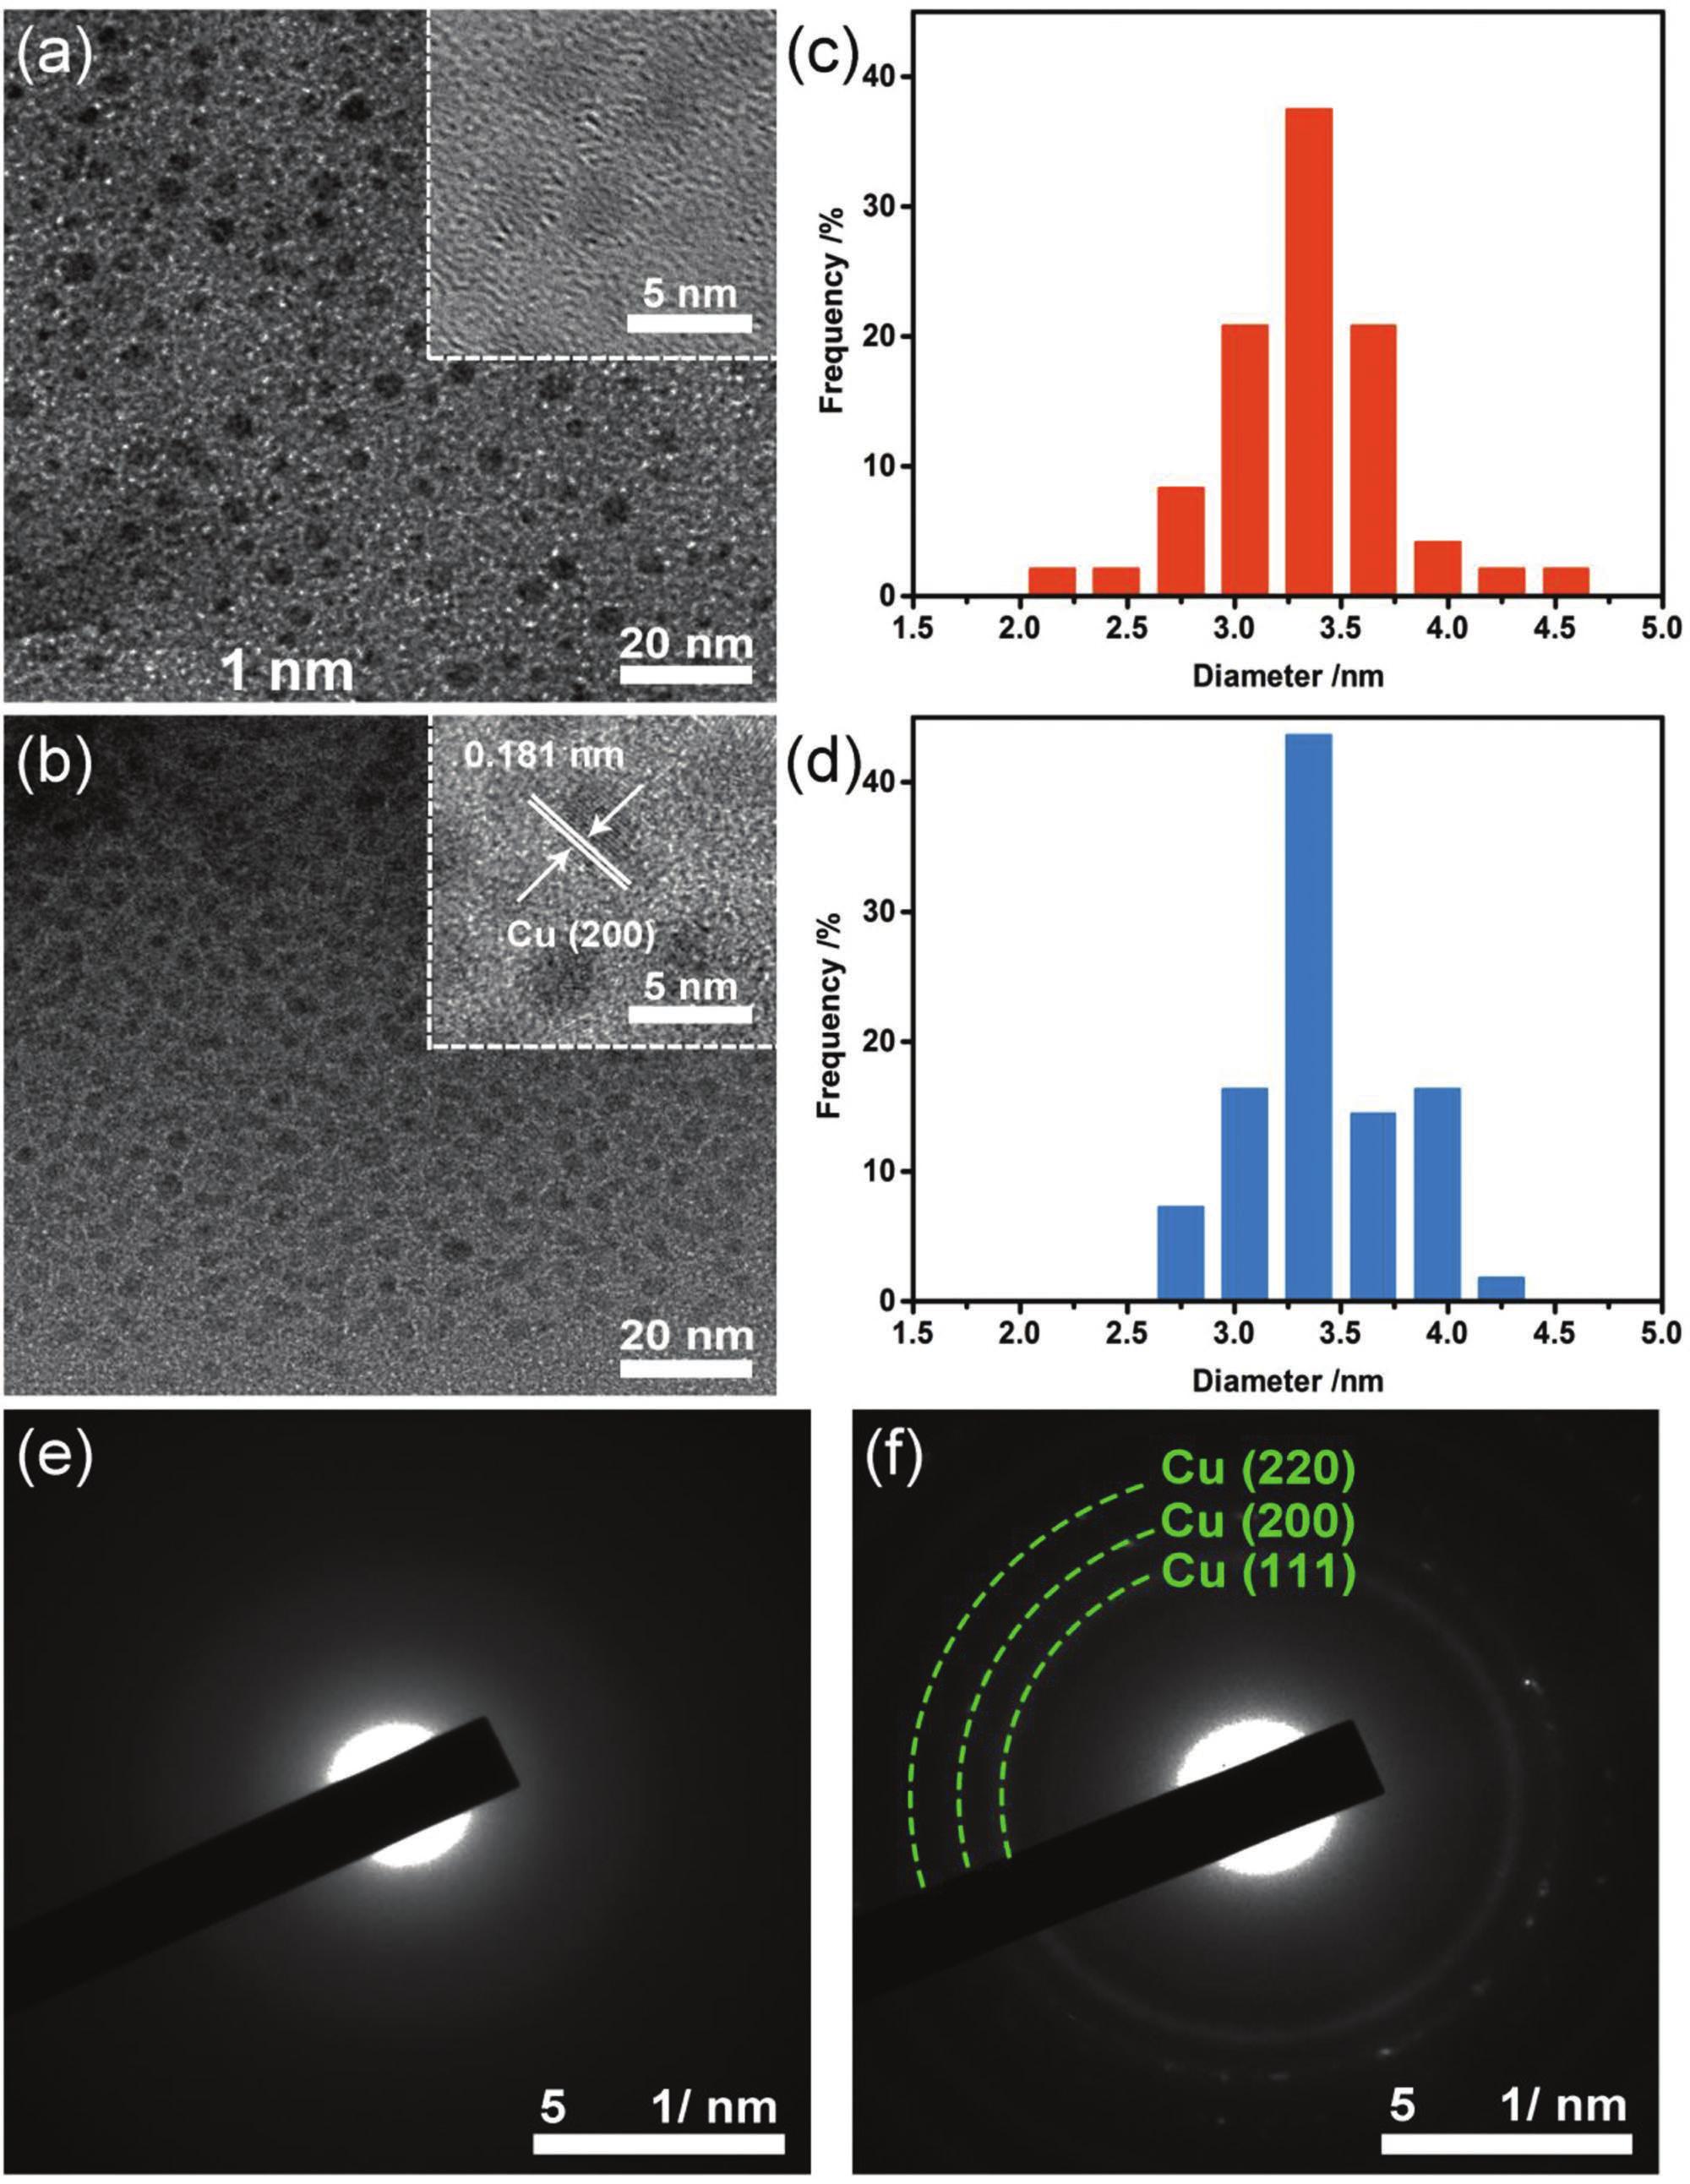 (a)
5 nm
1 nm
20 nm
(c)
40
30
20
10
0
Frequency /%
1.5 2.0 2.5 3.0 3.5 4.0 4.5 5.0
Diameter /nm
(b)
0.181 nm
Cu (200)
5 nm
20 nm
(d)
40
30
20
10
0
Frequency /%
1.5 2.0 2.5 3.0 3.5 4.0 4.5 5.0
Diameter /nm
(e)
5 1/ nm
(f)
Cu (220)
Cu (200)
Cu (111)
5 1/ nm